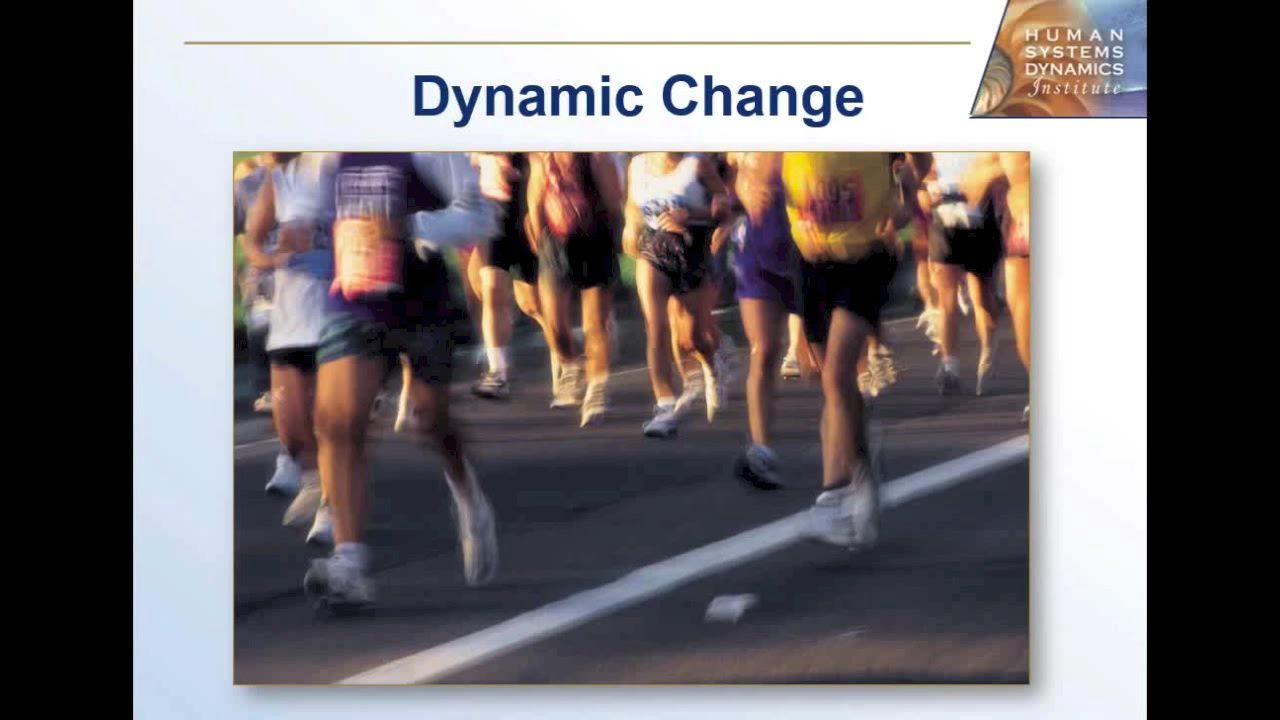 HUMAN
SYSTEMS
DYNAMICS
Institute
Dynamic Change